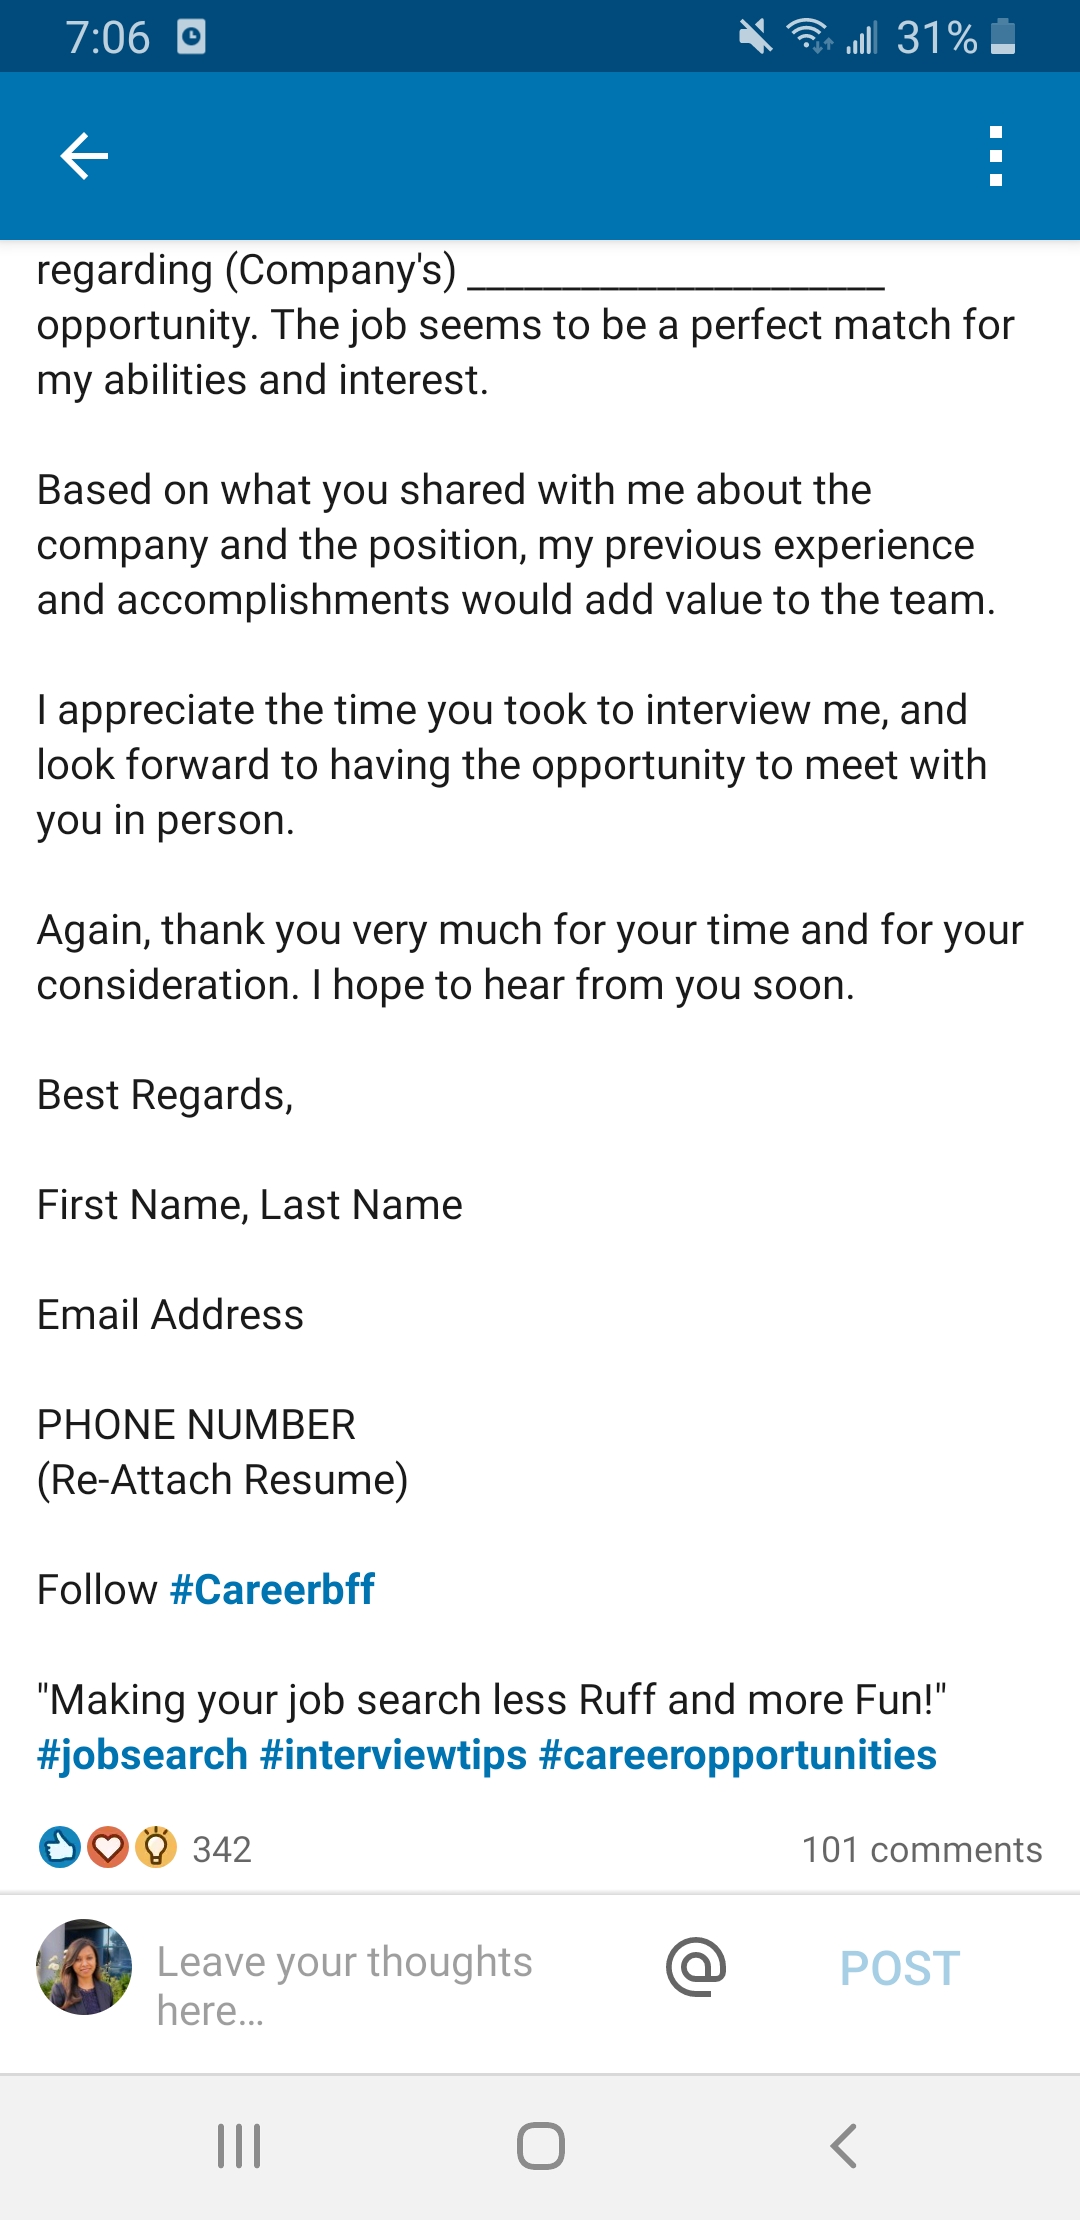 7:06
31%
regarding (Company's) ______________________
opportunity. The job seems to be a perfect match for
my abilities and interest.
Based on what you shared with me about the
company and the position, my previous experience
and accomplishments would add value to the team.
I appreciate the time you took to interview me, and
look forward to having the opportunity to meet with
you in person.
Again, thank you very much for your time and for your
consideration. I hope to hear from you soon.
Best Regards,
First Name, Last Name
Email Address
PHONE NUMBER
(Re-Attach Resume)
Follow #Careerbff
"Making your job search less Ruff and more Fun!"
#jobsearch #interviewtips #careeropportunities
342 101 comments
Leave your thoughts
here...
@ POST